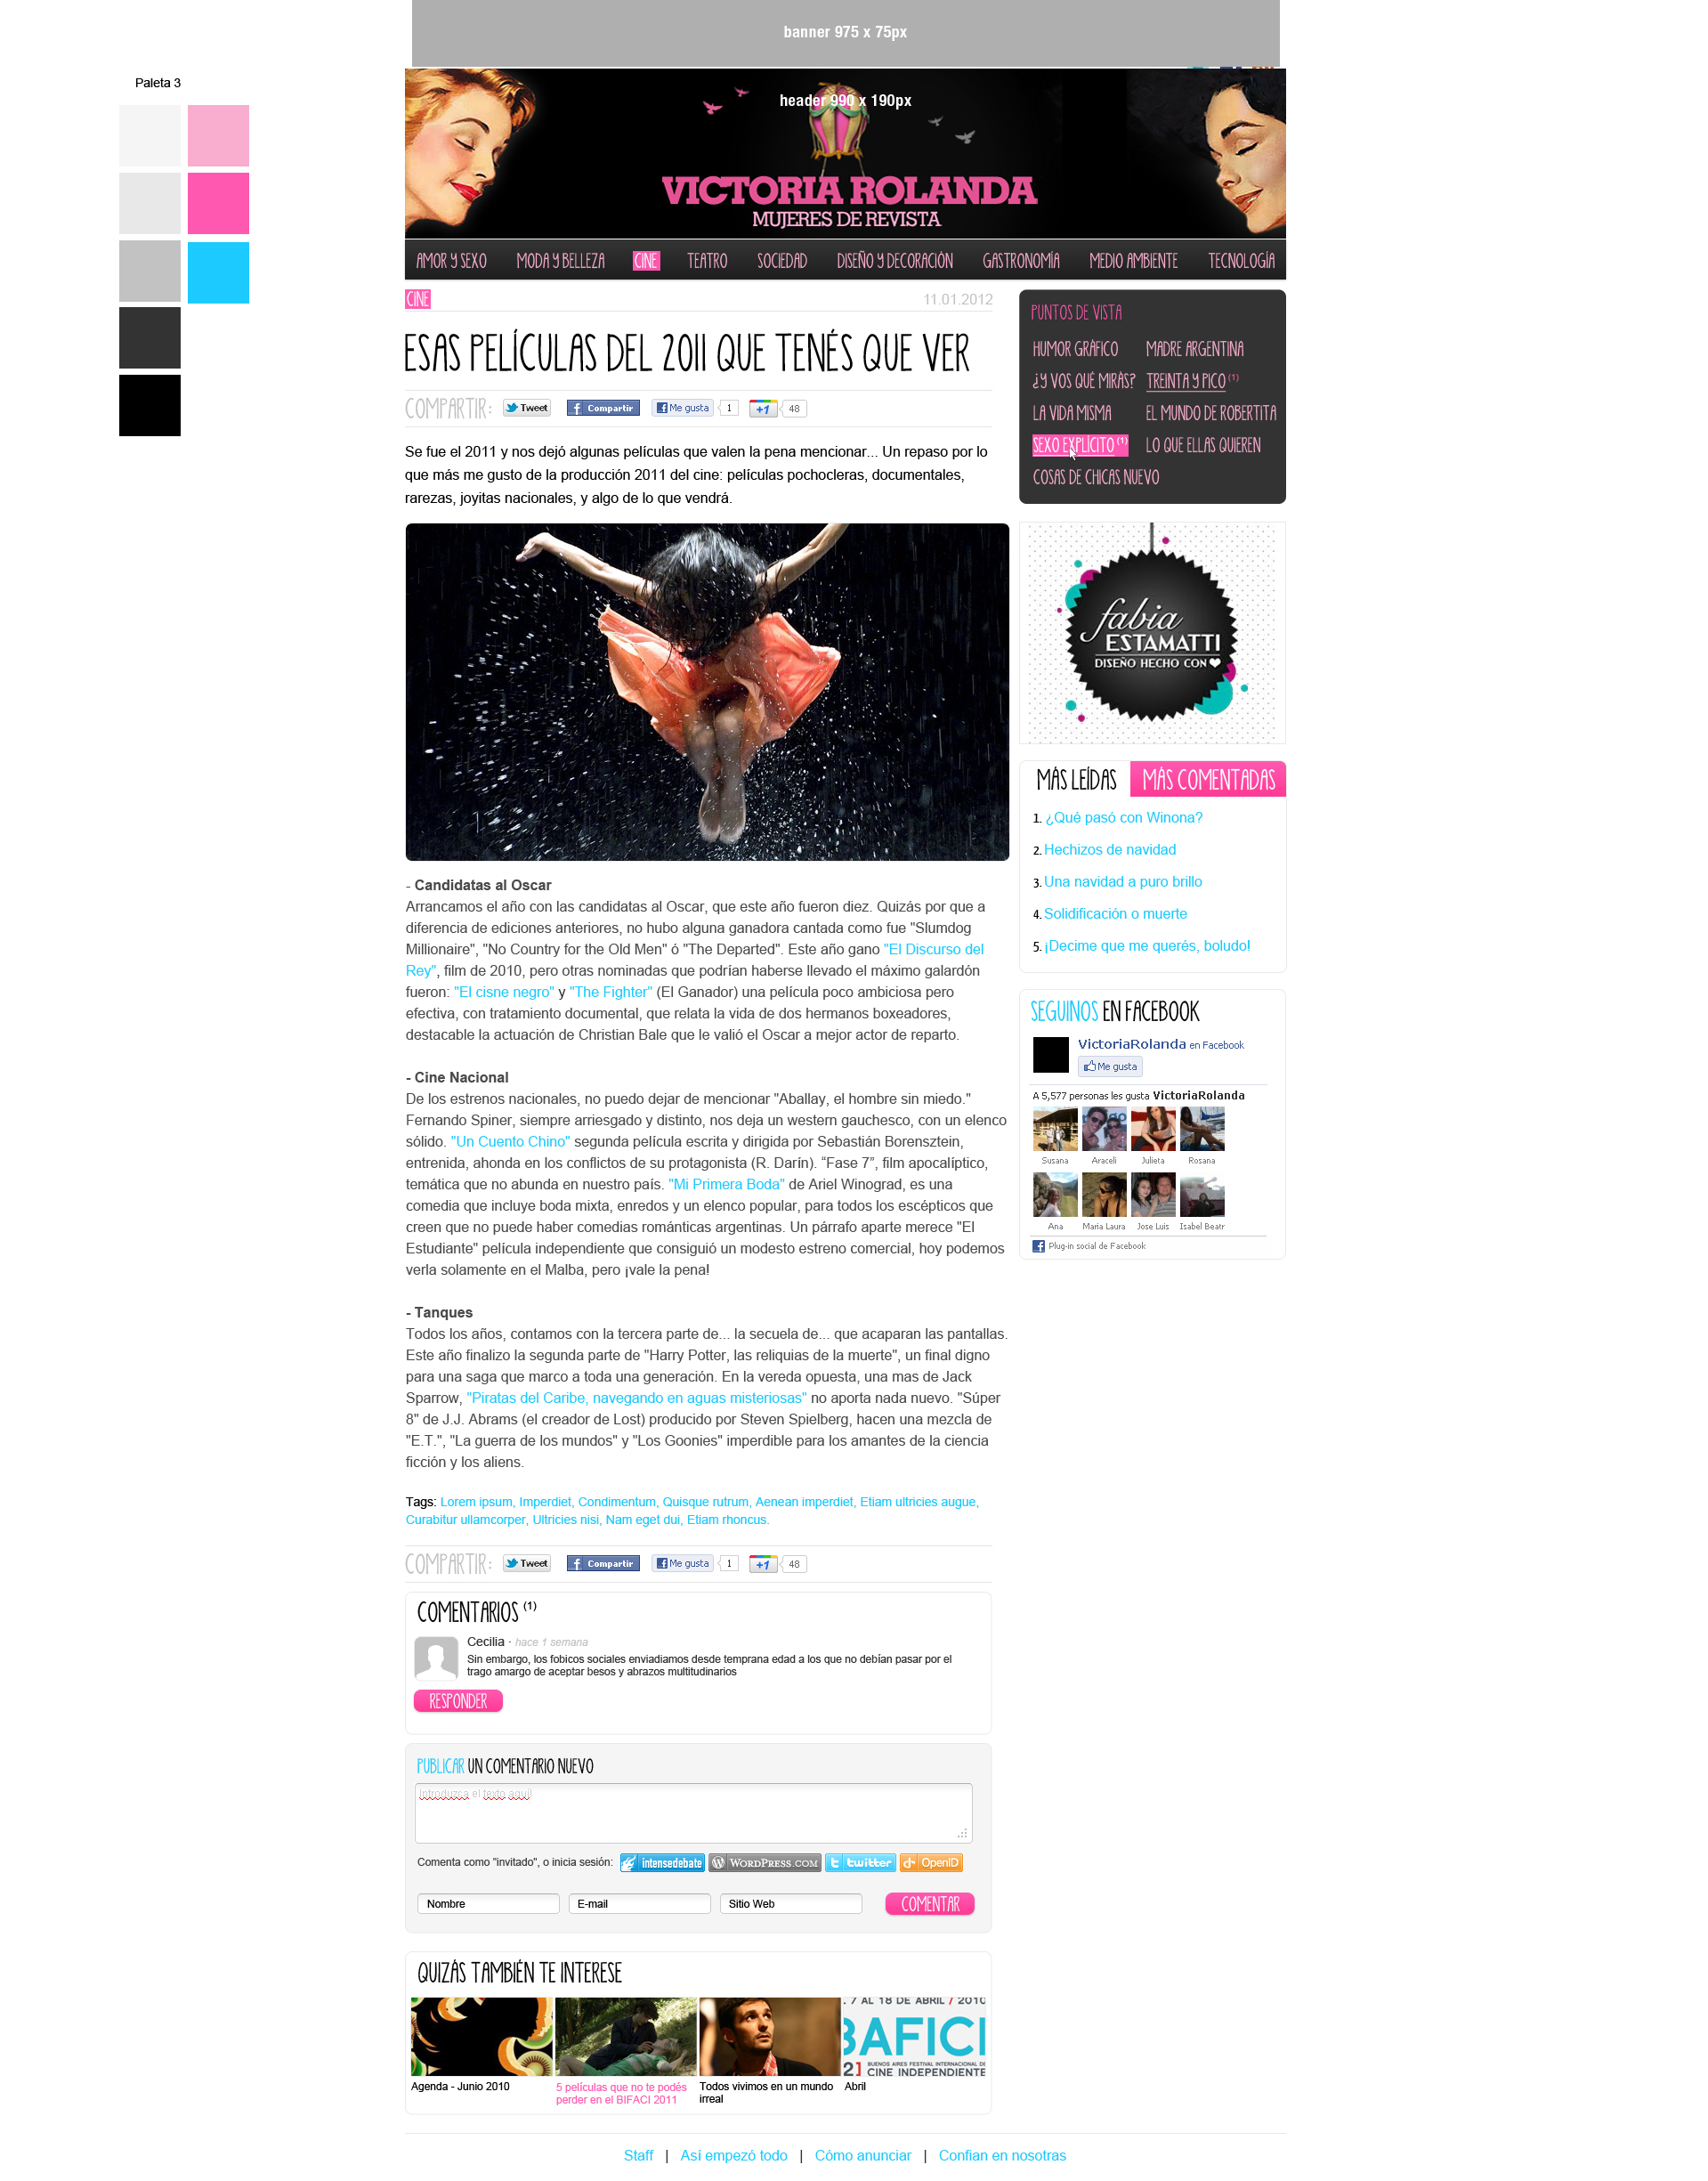 banner 975 x 75px
Paleta 3
header 990 x 190px
VICTORIA ROLANDA
MUJERES DE REVISTA
AMOR Y SEXO MODA Y BELLEZA CINE TEATRO SOCIEDAD DISEÑO Y DECORACIÓN GASTRONOMÍA MEDIO AMBIENTE TECNOLOGÍA
CINE 11.01.2012
ESAS PELÍCULAS DEL 2011 QUE TENÉS QUE VER
COMPARTIR: Tweet Compartir Me gusta 1 +1 48
Se fue el 2011 y nos dejó algunas películas que valen la pena mencionar... Un repaso por lo
que más me gusto de la producción 2011 del cine: películas pochocleras, documentales,
rarezas, joyitas nacionales, y algo de lo que vendrá.
- Candidatas al Oscar
Arrancamos el año con las candidatas al Oscar, que este año fueron diez. Quizás por que a
diferencia de ediciones anteriores, no hubo alguna ganadora cantada como fue "Slumdog
Millionaire", "No Country for the Old Men" ó "The Departed". Este año gano "El Discurso del
Rey", film de 2010, pero otras nominadas que podrían haberse llevado el máximo galardón
fueron: "El cisne negro" y "The Fighter" (El Ganador) una película poco ambiciosa pero
efectiva, con tratamiento documental, que relata la vida de dos hermanos boxeadores,
destacable la actuación de Christian Bale que le valió el Oscar a mejor actor de reparto.
- Cine Nacional
De los estrenos nacionales, no puedo dejar de mencionar "Aballay, el hombre sin miedo."
Fernando Spiner, siempre arriesgado y distinto, nos deja un western gauchesco, con un elenco
sólido. "Un Cuento Chino" segunda película escrita y dirigida por Sebastián Borensztein,
entrenida, ahonda en los conflictos de su protagonista (R. Darín). “Fase 7”, film apocalíptico,
temática que no abunda en nuestro país. "Mi Primera Boda" de Ariel Winograd, es una
comedia que incluye boda mixta, enredos y un elenco popular, para todos los escépticos que
creen que no puede haber comedias románticas argentinas. Un párrafo aparte merece "El
Estudiante" película independiente que consiguió un modesto estreno comercial, hoy podemos
verla solamente en el Malba, pero ¡vale la pena!
- Tanques
Todos los años, contamos con la tercera parte de... la secuela de... que acaparan las pantallas.
Este año finalizo la segunda parte de "Harry Potter, las reliquias de la muerte", un final digno
para una saga que marco a toda una generación. En la vereda opuesta, una mas de Jack
Sparrow, "Piratas del Caribe, navegando en aguas misteriosas" no aporta nada nuevo. "Súper
8" de J.J. Abrams (el creador de Lost) producido por Steven Spielberg, hacen una mezcla de
"E.T.", "La guerra de los mundos" y "Los Goonies" imperdible para los amantes de la ciencia
ficción y los aliens.
Tags: Lorem ipsum, Imperdiet, Condimentum, Quisque rutrum, Aenean imperdiet, Etiam ultricies augue,
Curabitur ullamcorper, Ultricies nisi, Nam eget dui, Etiam rhoncus.
COMPARTIR: Tweet Compartir Me gusta 1 +1 48
COMENTARIOS (1)
Cecilia · hace 1 semana
Sin embargo, los fobicos sociales enviadiamos desde temprana edad a los que no debían pasar por el
trago amargo de aceptar besos y abrazos multitudinarios
RESPONDER
PUBLICAR UN COMENTARIO NUEVO
Introduzca el texto aquí!
Comenta como "invitado", o inicia sesión: intensedebate WORDPRESS.COM twitter OpenID
Nombre E-mail Sitio Web COMENTAR
QUIZÁS TAMBIÉN TE INTERESE
. 7 AL 18 DE ABRIL / 2010
BAFICI
21 BUENOS AIRES FESTIVAL INTERNACIONAL DE
CINE INDEPENDIENTE
Agenda - Junio 2010
5 películas que no te podés
perder en el BIFACI 2011
Todos vivimos en un mundo
irreal
Abril
PUNTOS DE VISTA
HUMOR GRÁFICO MADRE ARGENTINA
¿Y VOS QUÉ MIRÁS? TREINTA Y PICO (1)
LA VIDA MISMA EL MUNDO DE ROBERTITA
SEXO EXPLÍCITO (1) LO QUE ELLAS QUIEREN
COSAS DE CHICAS NUEVO
fabia
ESTAMATTI
DISEÑO HECHO CON
MÁS LEÍDAS MÁS COMENTADAS
1. ¿Qué pasó con Winona?
2. Hechizos de navidad
3. Una navidad a puro brillo
4. Solidificación o muerte
5. ¡Decime que me querés, boludo!
SEGUINOS EN FACEBOOK
VictoriaRolanda en Facebook
Me gusta
A 5,577 personas les gusta VictoriaRolanda
Susana Araceli Julieta Rosana
Ana Maria Laura Jose Luis Isabel Beatr
Plug-in social de Facebook
Staff | Así empezó todo | Cómo anunciar | Confian en nosotras